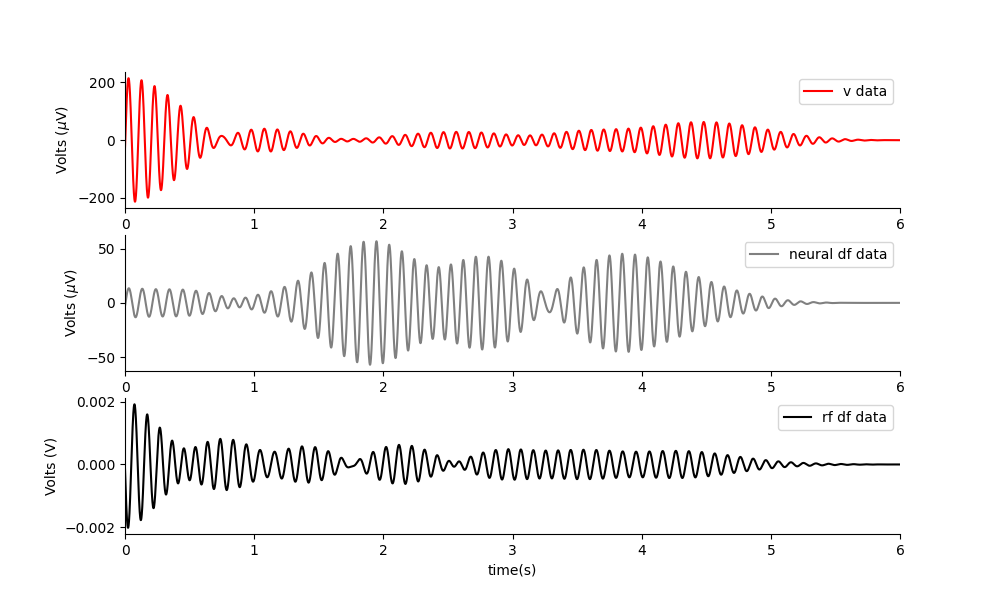 Volts (μV)
200
0
−200
v data
0 1 2 3 4 5 6
Volts (μV)
50
0
−50
neural df data
0 1 2 3 4 5 6
Volts (V)
0.002
0.000
−0.002
rf df data
0 1 2 3 4 5 6
time(s)